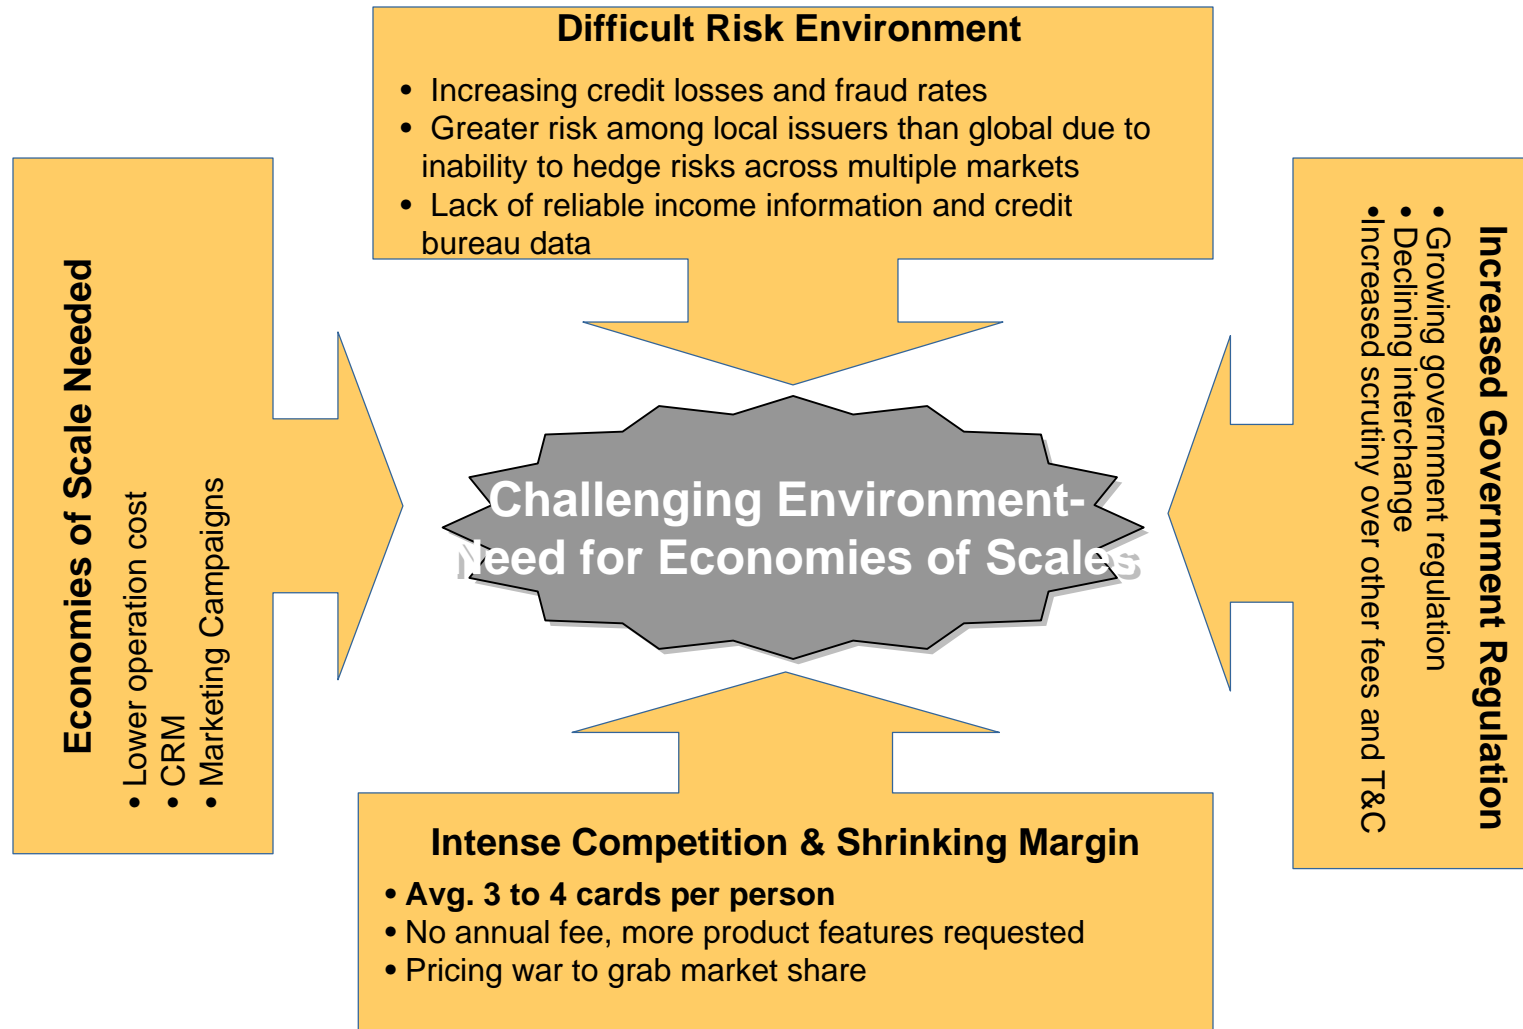 Difficult Risk Environment
• Increasing credit losses and fraud rates
• Greater risk among local issuers than global due to
inability to hedge risks across multiple markets
• Lack of reliable income information and credit
bureau data
Economies of Scale Needed
• Lower operation cost
• CRM
• Marketing Campaigns
Challenging Environment-
Need for Economies of Scales
Increased Government Regulation
• Growing government regulation
• Declining interchange
•Increased scrutiny over other fees and T&C
Intense Competition & Shrinking Margin
• Avg. 3 to 4 cards per person
• No annual fee, more product features requested
• Pricing war to grab market share